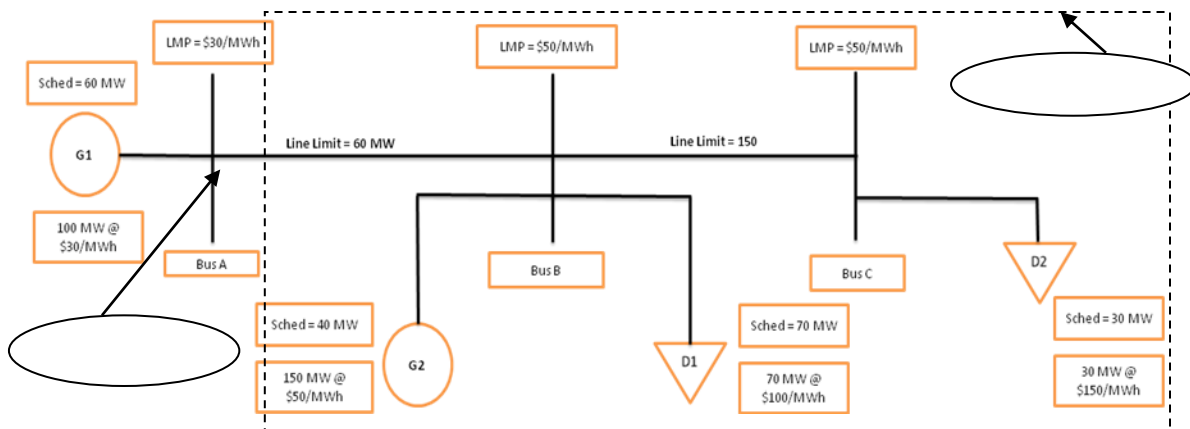 LMP = $30/MWh
LMP = $50/MWh
LMP = $50/MWh
Sched = 60 MW
G1
Line Limit = 60 MW
Line Limit = 150
100 MW @
$30/MWh
Bus A
Bus B
Bus C
D2
Sched = 40 MW
G2
150 MW @
$50/MWh
D1
Sched = 70 MW
70 MW @
$100/MWh
Sched = 30 MW
30 MW @
$150/MWh